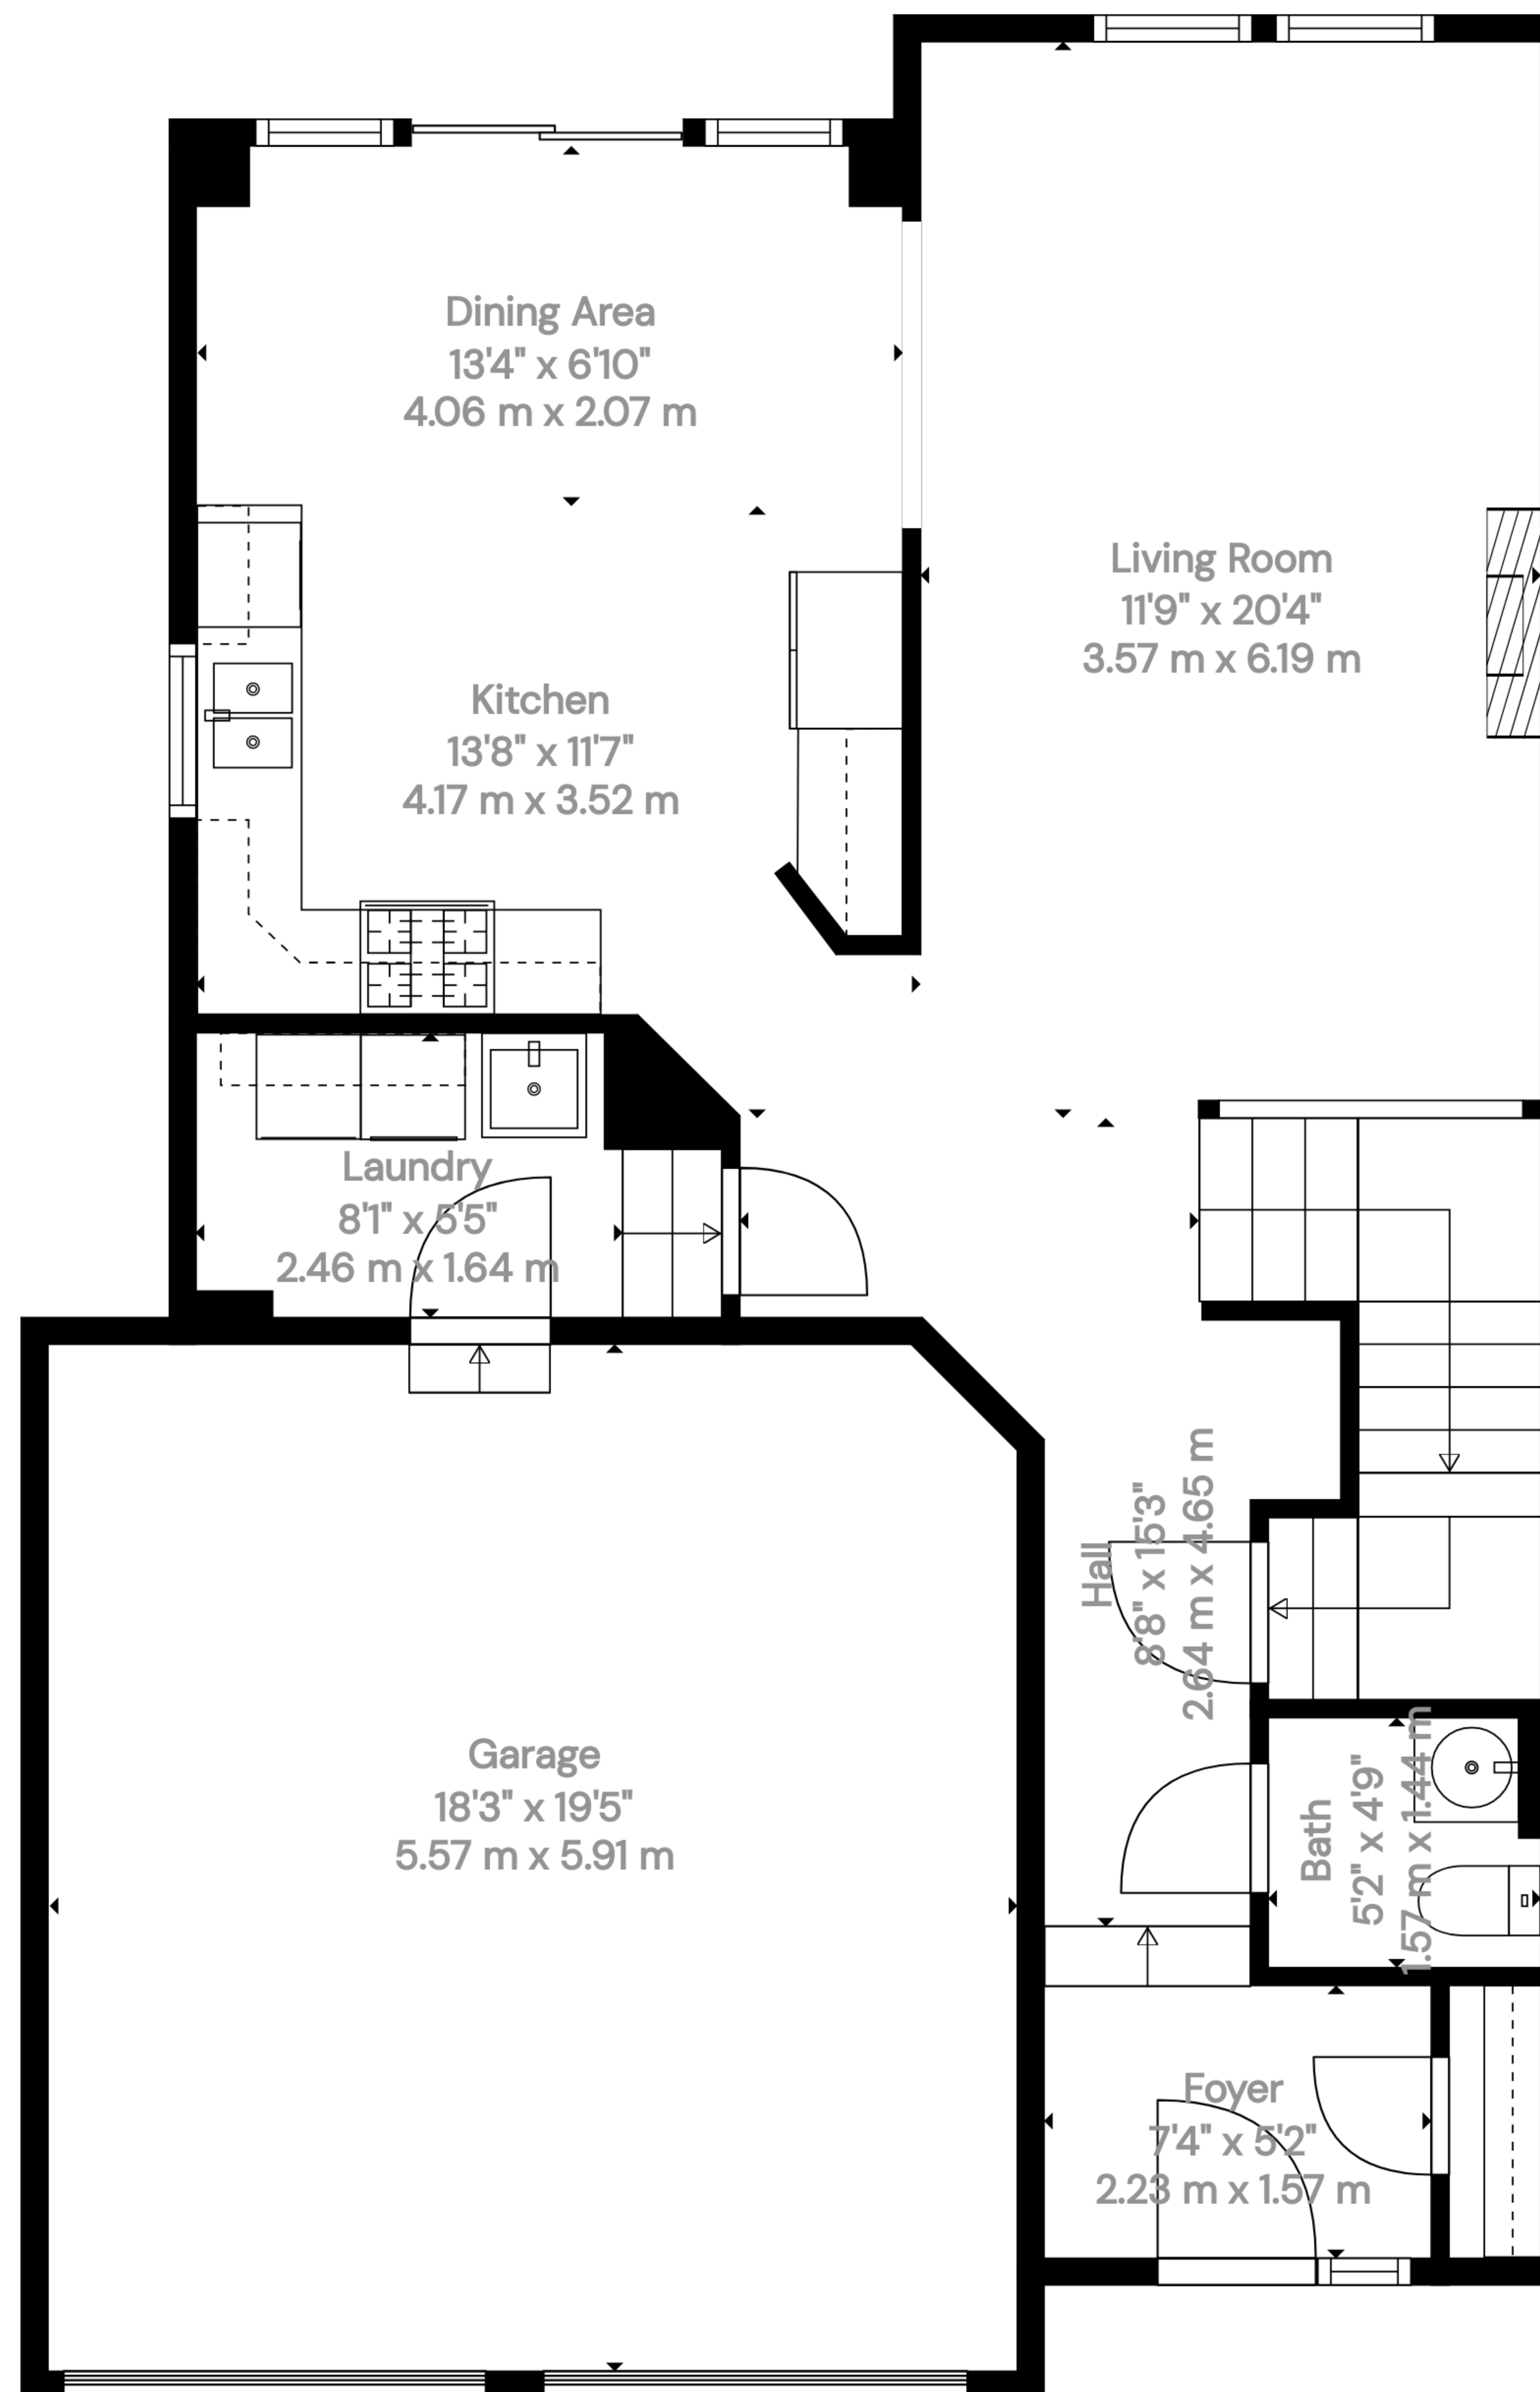 Dining Area
13'4" x 6'10"
4.06 m x 2.07 m
Living Room
11'9" x 20'4"
3.57 m x 6.19 m
Kitchen
13'8" x 11'7"
4.17 m x 3.52 m
Laundry
8'1" x 5'5"
2.46 m x 1.64 m
Hall
8'8" x 15'3"
2.64 m x 4.65 m
Garage
18'3" x 19'5"
5.57 m x 5.91 m
Bath
5'2" x 4'9"
1.57 m x 1.44 m
Foyer
7'4" x 5'2"
2.23 m x 1.57 m